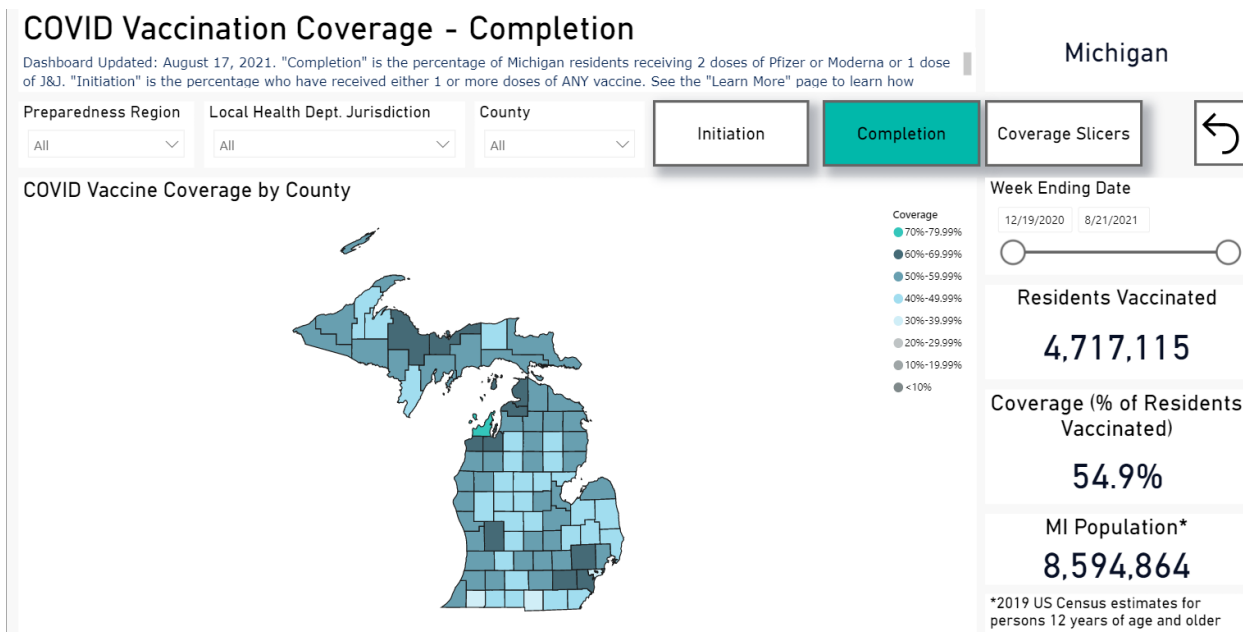 COVID Vaccination Coverage - Completion
Dashboard Updated: August 17, 2021. "Completion" is the percentage of Michigan residents receiving 2 doses of Pfizer or Moderna or 1 dose
of J&J. "Initiation" is the percentage who have received either 1 or more doses of ANY vaccine. See the "Learn More" page to learn how
Michigan
Preparedness Region
All
Local Health Dept. Jurisdiction
All
County
All
Initiation
Completion
Coverage Slicers
COVID Vaccine Coverage by County
Coverage
70%-79.99%
60%-69.99%
50%-59.99%
40%-49.99%
30%-39.99%
20%-29.99%
10%-19.99%
<10%
Week Ending Date
12/19/2020 8/21/2021
Residents Vaccinated
4,717,115
Coverage (% of Residents
Vaccinated)
54.9%
MI Population*
8,594,864
*2019 US Census estimates for
persons 12 years of age and older